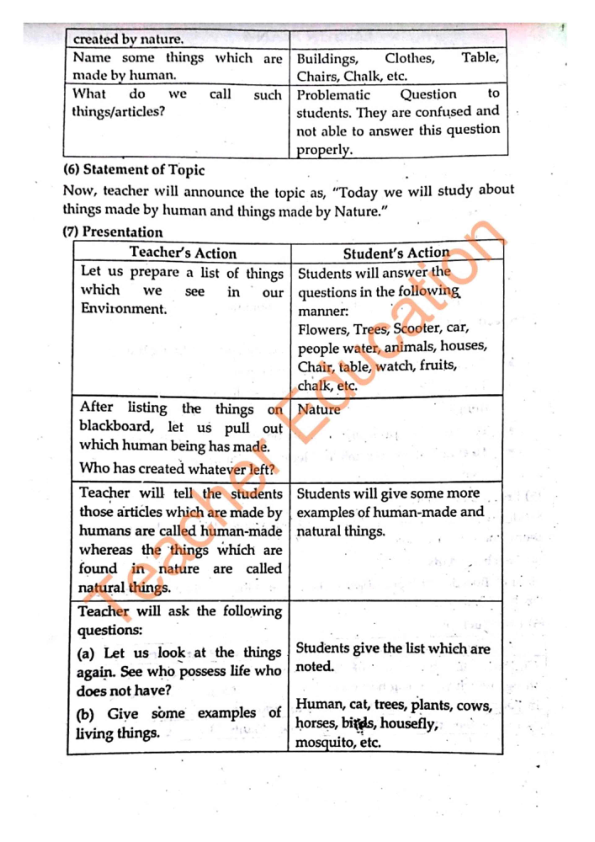 created by nature.
Name some things which are
made by human.
Buildings, Clothes, Table,
Chairs, Chalk, etc.
What do we call such
things/articles?
Problematic Question to
students. They are confused and
not able to answer this question
properly.
(6) Statement of Topic
Now, teacher will announce the topic as, "Today we will study about
things made by human and things made by Nature."
(7) Presentation
Teacher's Action
Student's Action
Let us prepare a list of things
which we see in our
Environment.
Students will answer the
questions in the following
manner:
Flowers, Trees, Scooter, car,
people water, animals, houses,
Chair, table, watch, fruits,
chalk, etc.
After listing the things on
blackboard, let us pull out
which human being has made.
Who has created whatever left?
Nature
Teacher will tell the students
those articles which are made by
humans are called human-made
whereas the things which are
found in nature are called
natural things.
Students will give some more
examples of human-made and
natural things.
Teacher will ask the following
questions:
(a) Let us look at the things
again. See who possess life who
does not have?
(b) Give some examples of
living things.
Students give the list which are
noted.
Human, cat, trees, plants, cows,
horses, birds, housefly,
mosquito, etc.
Teacher Education